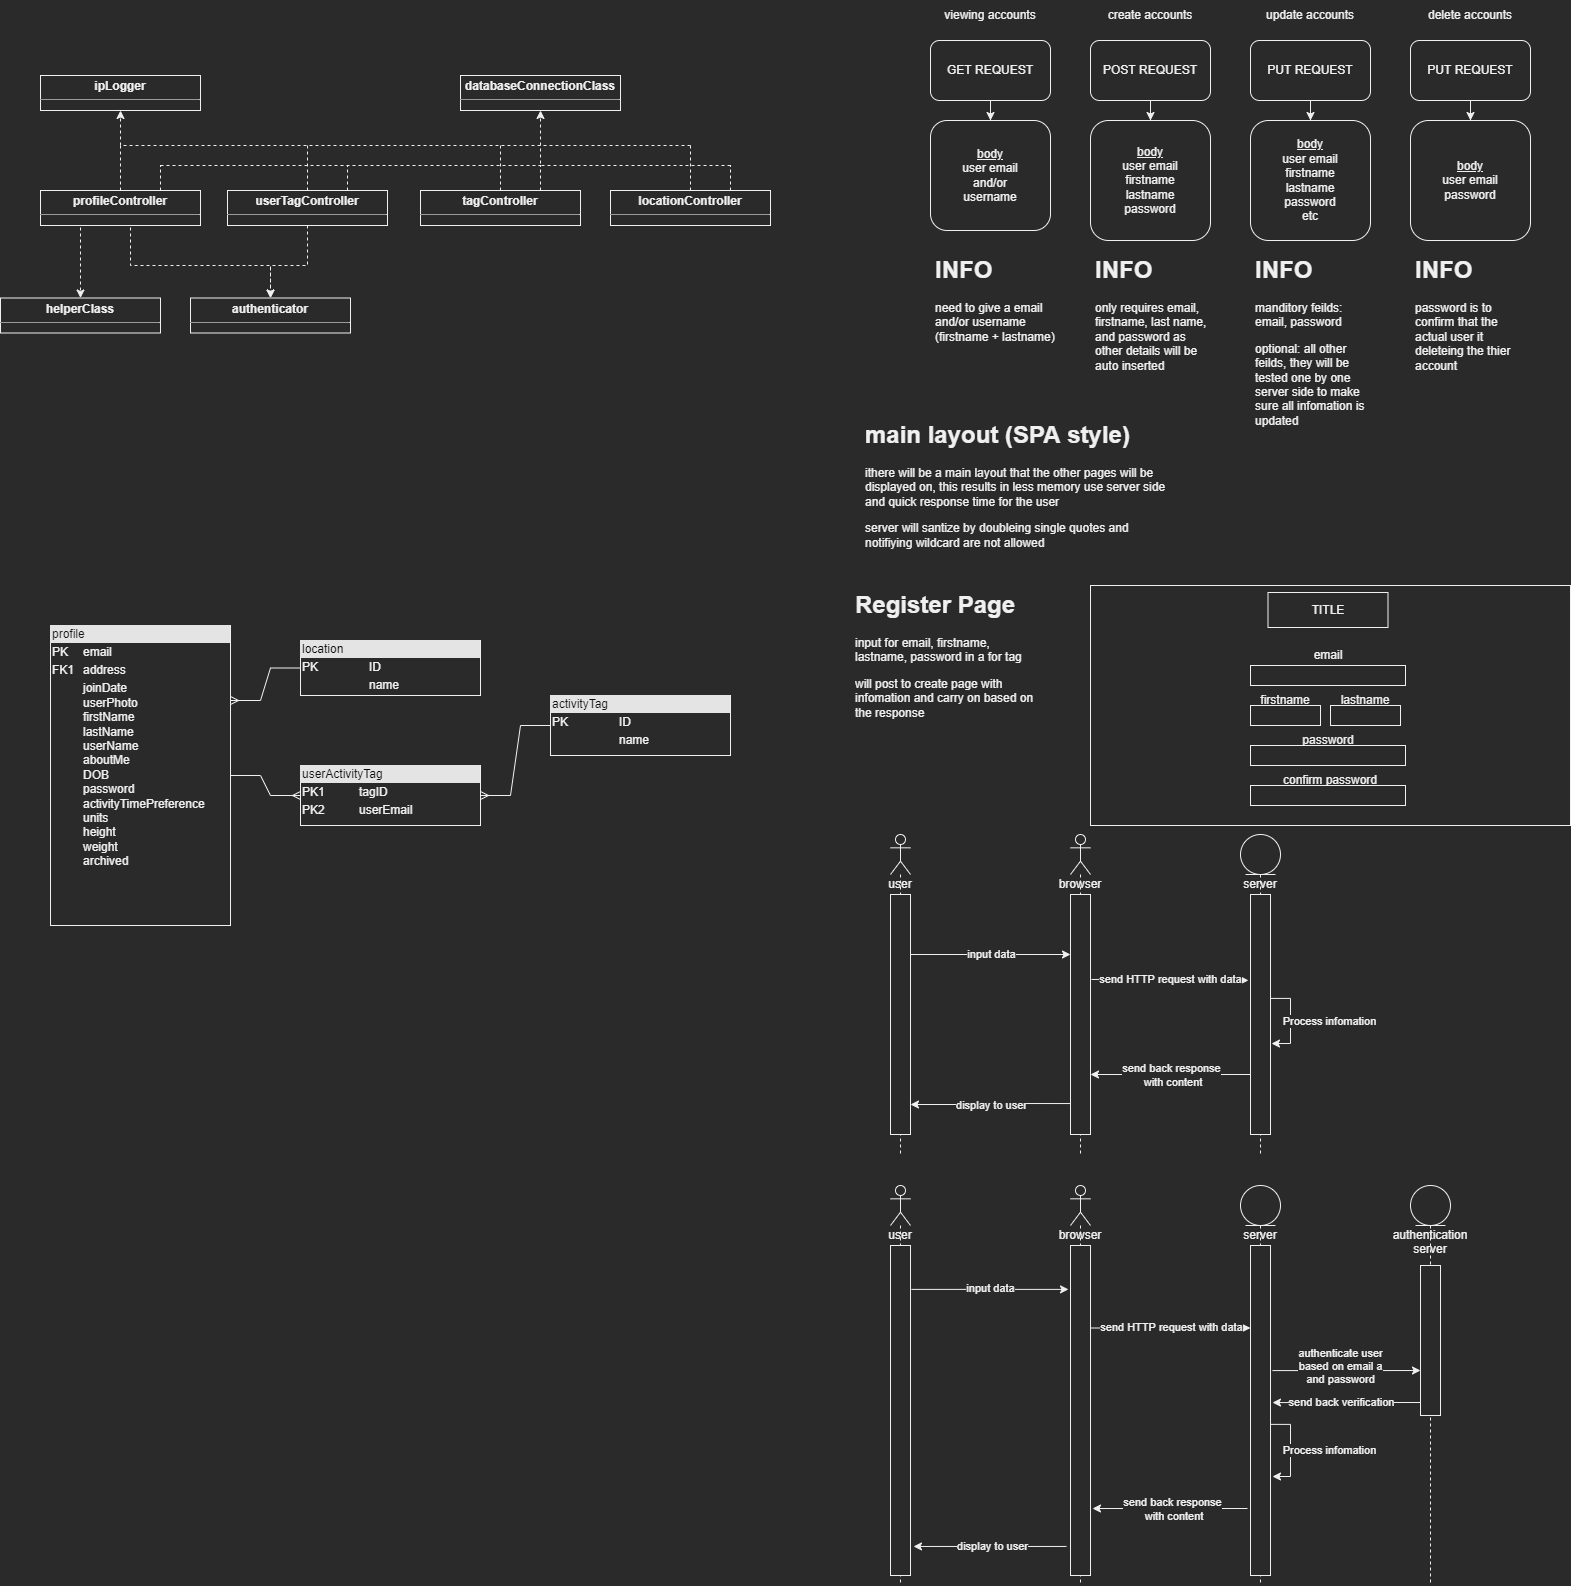 ipLogger
databaseConnectionClass
profileController
userTagController
tagController
locationController
helperClass
authenticator
viewing accounts
create accounts
update accounts
delete accounts
GET REQUEST
POST REQUEST
PUT REQUEST
PUT REQUEST
body
user email
and/or
username
body
user email
firstname
lastname
password
body
user email
firstname
lastname
password
etc
body
user email
password
INFO
need to give a email
and/or username
(firstname + lastname)
INFO
only requires email,
firstname, last name,
and password as
other details will be
auto inserted
INFO
manditory feilds:
email, password
optional: all other
feilds, they will be
tested one by one
server side to make
sure all infomation is
updated
INFO
password is to
confirm that the
actual user it
deleteing the thier
account
main layout (SPA style)
ithere will be a main layout that the other pages will be
displayed on, this results in less memory use server side
and quick response time for the user
server will santize by doubleing single quotes and
notifiying wildcard are not allowed
profile
PK email
FK1 address
joinDate
userPhoto
firstName
lastName
userName
aboutMe
DOB
password
activityTimePreference
units
height
weight
archived
location
PK ID
name
activityTag
PK ID
name
userActivityTag
PK1 tagID
PK2 userEmail
Register Page
input for email, firstname,
lastname, password in a for tag
will post to create page with
infomation and carry on based on
the response
TITLE
email
firstname lastname
password
confirm password
user
browser
server
input data
send HTTP request with data
Process infomation
send back response
with content
display to user
user
browser
server
authentication
server
input data
send HTTP request with data
authenticate user
based on email a
and password
send back verification
Process infomation
send back response
with content
display to user